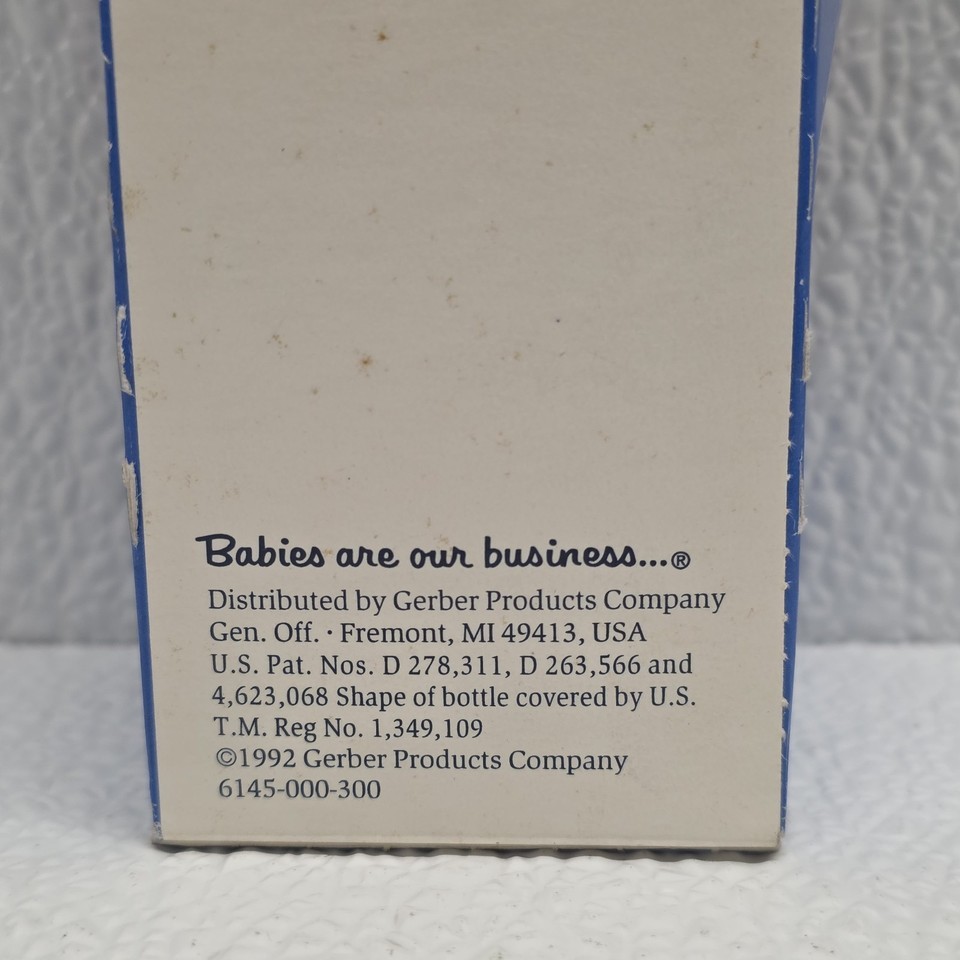 Babies are our business...®
Distributed by Gerber Products Company
Gen. Off. · Fremont, MI 49413, USA
U.S. Pat. Nos. D 278,311, D 263,566 and
4,623,068 Shape of bottle covered by U.S.
T.M. Reg No. 1,349,109
©1992 Gerber Products Company
6145-000-300